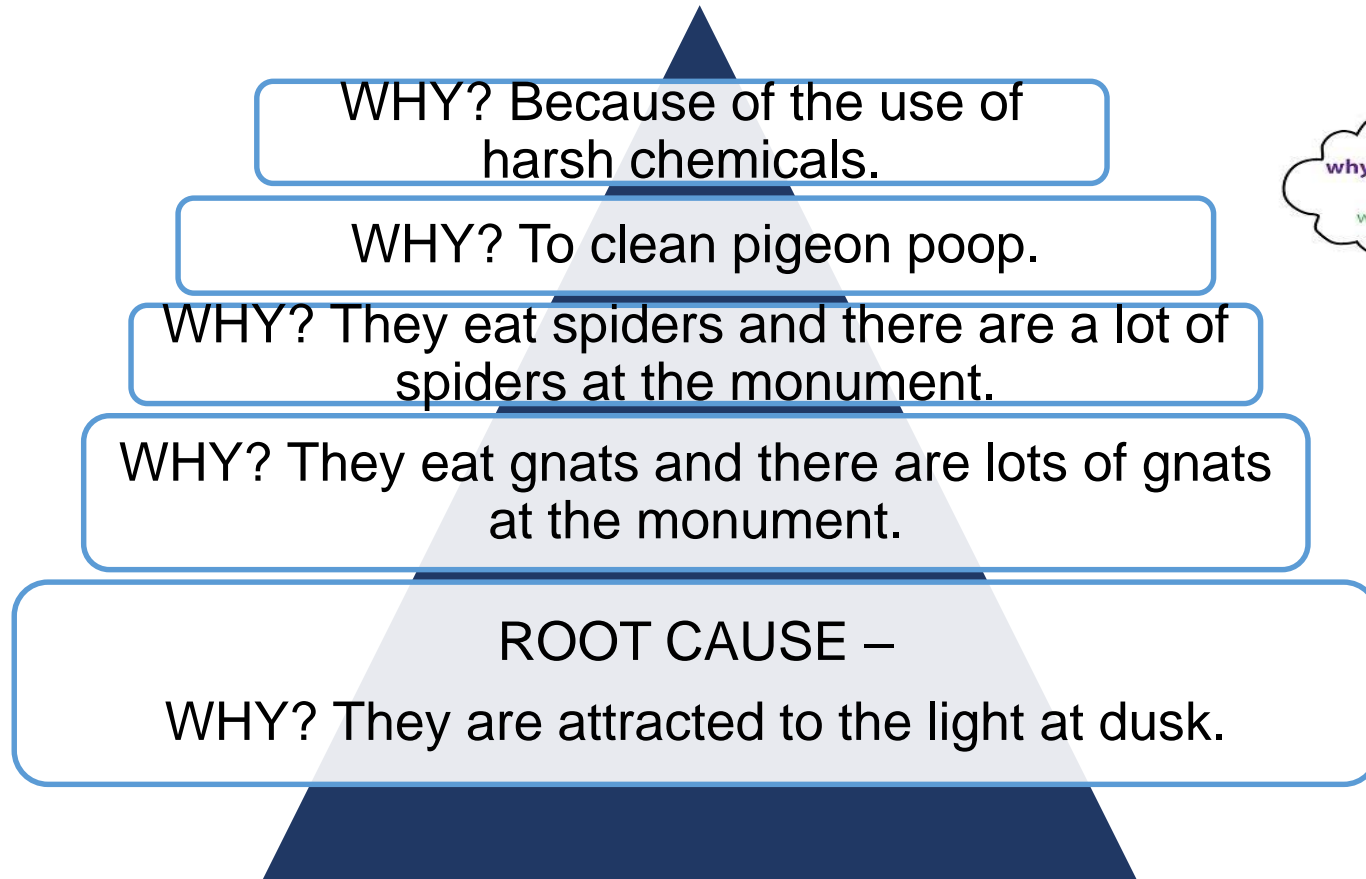 WHY? Because of the use of
harsh chemicals.
WHY? To clean pigeon poop.
WHY? They eat spiders and there are a lot of
spiders at the monument.
WHY? They eat gnats and there are lots of gnats
at the monument.
ROOT CAUSE –
WHY? They are attracted to the light at dusk.
why